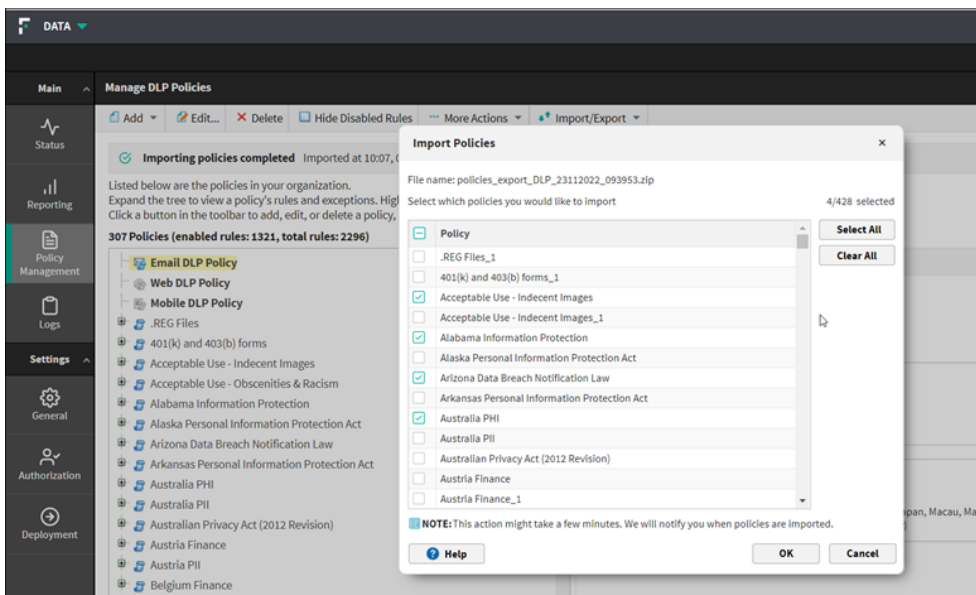 DATA
Main
Manage DLP Policies
Add
Edit...
Delete
Hide Disabled Rules
More Actions
Import/Export
Status
Reporting
Policy
Management
Logs
Settings
General
Authorization
Deployment
Importing policies completed Imported at 10:07,
Listed below are the policies in your organization.
Expand the tree to view a policy's rules and exceptions.
Click a button in the toolbar to add, edit, or delete a policy,
307 Policies (enabled rules: 1321, total rules: 2296)
Email DLP Policy
Web DLP Policy
Mobile DLP Policy
.REG Files
401(k) and 403(b) forms
Acceptable Use - Indecent Images
Acceptable Use - Obscenities & Racism
Alabama Information Protection
Alaska Personal Information Protection Act
Arizona Data Breach Notification Law
Arkansas Personal Information Protection Act
Australia PHI
Australia PII
Australian Privacy Act (2012 Revision)
Austria Finance
Austria PII
Belgium Finance
Import Policies
File name: policies_export_DLP_23112022_093953.zip
Select which policies you would like to import
4/428 selected
Policy
.REG Files_1
401(k) and 403(b) forms_1
Acceptable Use - Indecent Images
Acceptable Use - Indecent Images_1
Alabama Information Protection
Alaska Personal Information Protection Act
Arizona Data Breach Notification Law
Arkansas Personal Information Protection Act
Australia PHI
Australia PII
Australian Privacy Act (2012 Revision)
Austria Finance
Austria Finance_1
Select All
Clear All
NOTE: This action might take a few minutes. We will notify you when policies are imported.
Help
OK
Cancel
apan, Macau, Ma